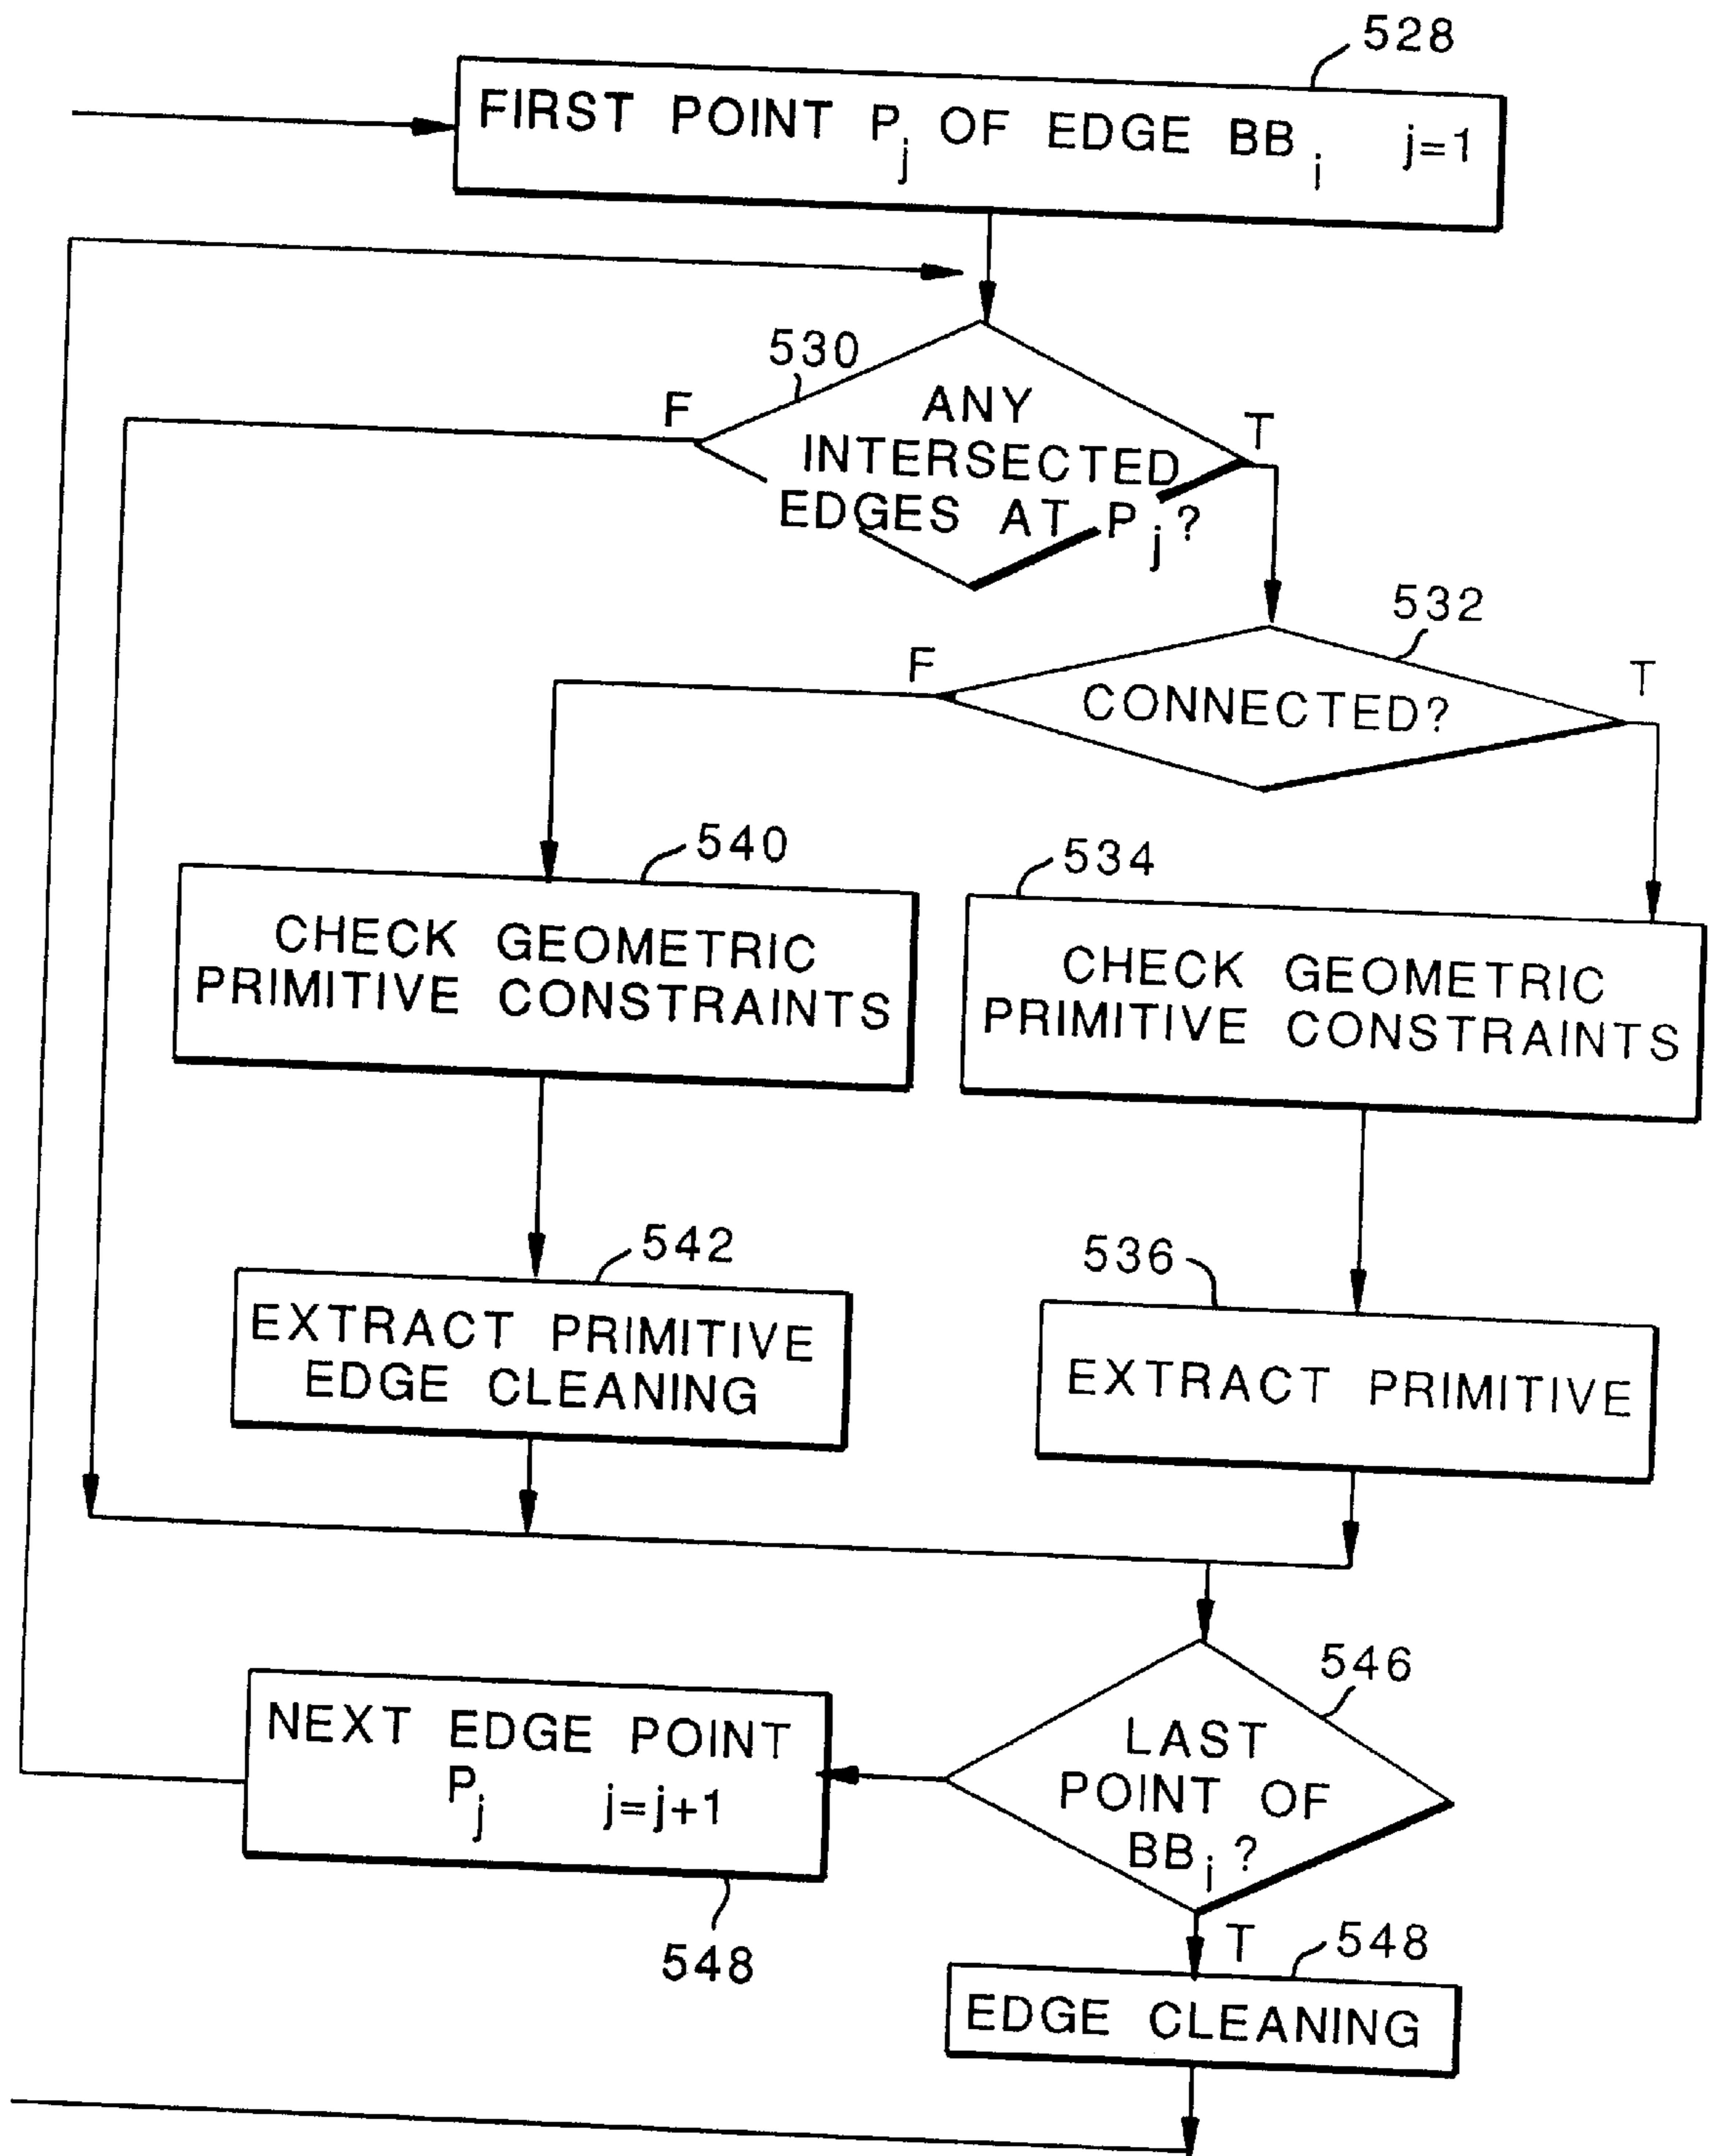 528
FIRST POINT Pj OF EDGE BBi j=1
530
F
T
ANY
INTERSECTED
EDGES AT Pj?
532
F
T
CONNECTED?
540
534
CHECK GEOMETRIC
PRIMITIVE CONSTRAINTS
CHECK GEOMETRIC
PRIMITIVE CONSTRAINTS
542
536
EXTRACT PRIMITIVE
EDGE CLEANING
EXTRACT PRIMITIVE
546
NEXT EDGE POINT
Pj j=j+1
LAST
POINT OF
BBi?
548
T
548
EDGE CLEANING